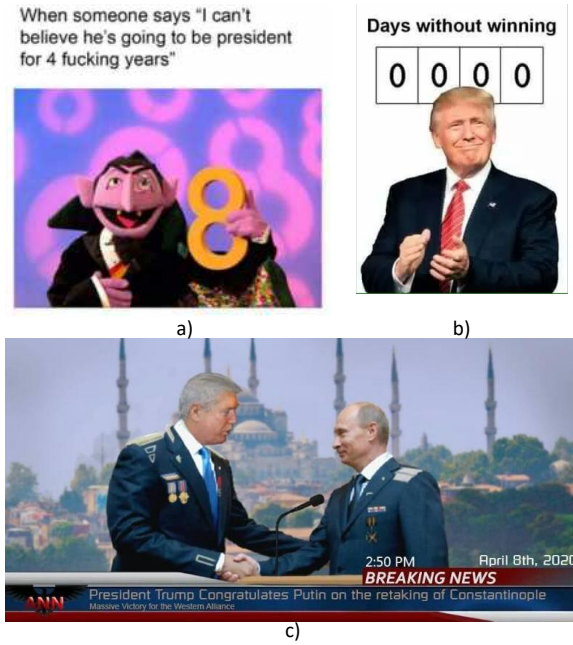 When someone says “I can’t
believe he’s going to be president
for 4 fucking years”
8
Days without winning
0 0 0 0
a)
b)
2:50 PM
April 8th, 2020
BREAKING NEWS
ANN
President Trump Congratulates Putin on the retaking of Constantinople
Massive Victory for the Western Alliance
c)